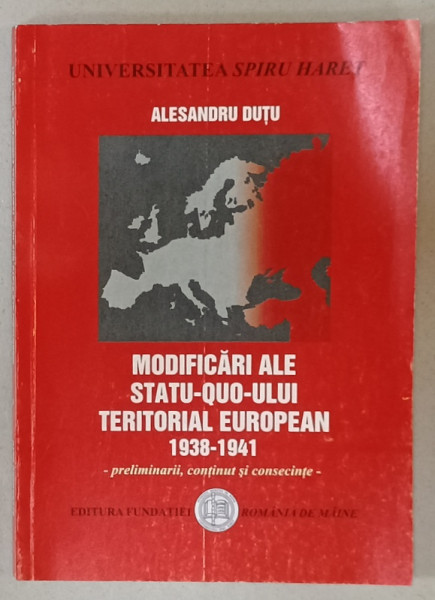 UNIVERSITATEA SPIRU HARET
ALESANDRU DUȚU
MODIFICĂRI ALE
STATU-QUO-ULUI
TERITORIAL EUROPEAN
1938-1941
- preliminarii, conținut și consecințe -
EDITURA FUNDAȚIEI ROMÂNIA DE MÂINE